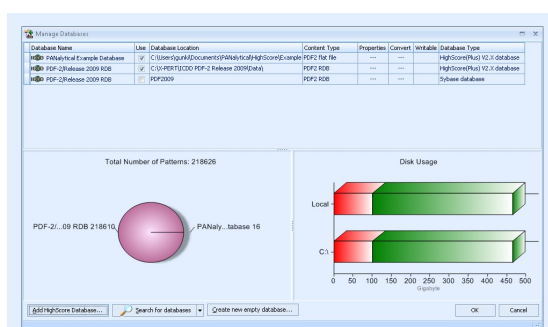 Manage Databases
Database Name Use Database Location Content Type Properties Convert Writable Database Type
PANalytical Example Database C:\Users\gunkl\Documents\PANalytical\HighScore\Example PDF2 flat file --- --- HighScore(Plus) V2.X database
PDF-2/Release 2009 RDB C:\X-PERT\ICDD PDF-2 Release 2009\Data\ PDF2 RDB --- --- HighScore(Plus) V2.X database
PDF-2/Release 2009 RDB PDF2009 PDF2 RDB --- --- Sybase database
Total Number of Patterns: 218626
Disk Usage
PDF-2/...09 RDB 218610
PANaly...tabase 16
Local
C:\
0 50 100 150 200 250 300 350 400 450 500
Gigabyte
Add HighScore Database... Search for databases Create new empty database... OK Cancel